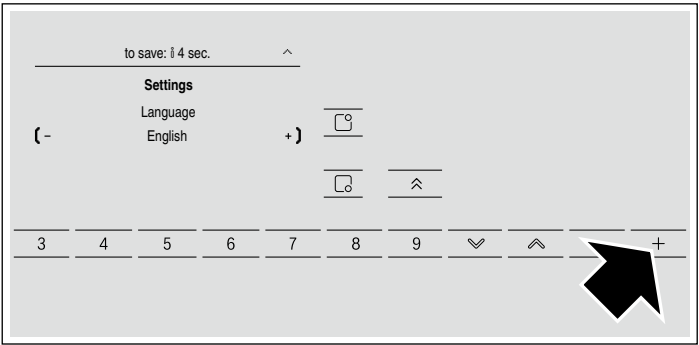 to save: i 4 sec.
Settings
Language
- English +
3 4 5 6 7 8 9 +